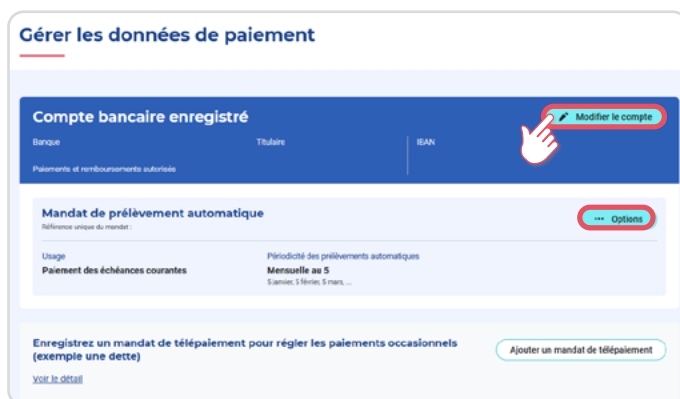 Gérer les données de paiement
Compte bancaire enregistré
Modifier le compte
Banque
Titulaire
IBAN
Paiements et remboursements autorisés
Mandat de prélèvement automatique
Options
Référence unique du mandat :
Usage
Périodicité des prélèvements automatiques
Paiement des échéances courantes
Mensuelle au 5
5 janvier, 5 février, 5 mars, ...
Enregistrez un mandat de télépaiement pour régler les paiements occasionnels
(exemple une dette)
Ajouter un mandat de télépaiement
Voir le détail